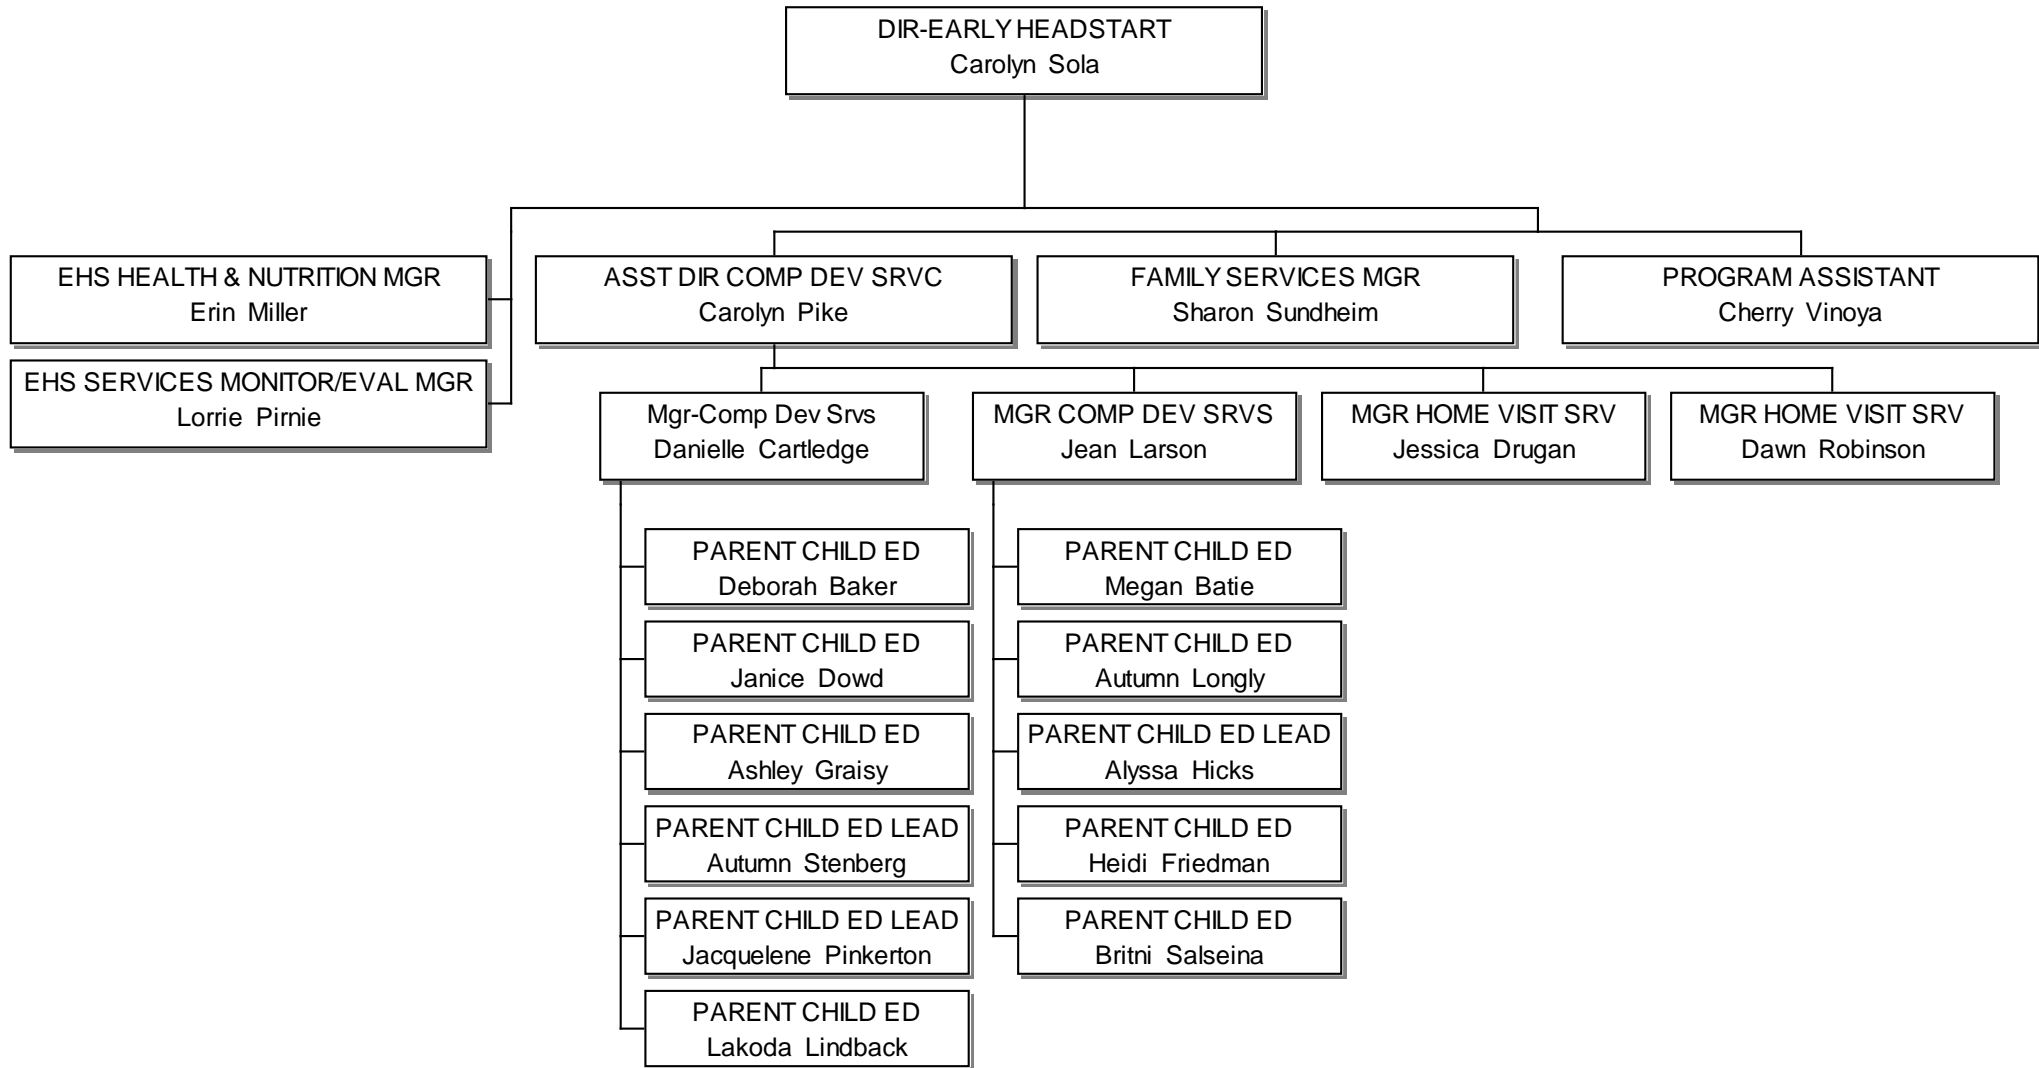 DIR-EARLY HEADSTART
Carolyn Sola
EHS HEALTH & NUTRITION MGR
Erin Miller
EHS SERVICES MONITOR/EVAL MGR
Lorrie Pirnie
ASST DIR COMP DEV SRVC
Carolyn Pike
FAMILY SERVICES MGR
Sharon Sundheim
PROGRAM ASSISTANT
Cherry Vinoya
Mgr-Comp Dev Srvs
Danielle Cartledge
MGR COMP DEV SRVS
Jean Larson
MGR HOME VISIT SRV
Jessica Drugan
MGR HOME VISIT SRV
Dawn Robinson
PARENT CHILD ED
Deborah Baker
PARENT CHILD ED
Janice Dowd
PARENT CHILD ED
Ashley Graisy
PARENT CHILD ED LEAD
Autumn Stenberg
PARENT CHILD ED LEAD
Jacquelene Pinkerton
PARENT CHILD ED
Lakoda Lindback
PARENT CHILD ED
Megan Batie
PARENT CHILD ED
Autumn Longly
PARENT CHILD ED LEAD
Alyssa Hicks
PARENT CHILD ED
Heidi Friedman
PARENT CHILD ED
Britni Salseina